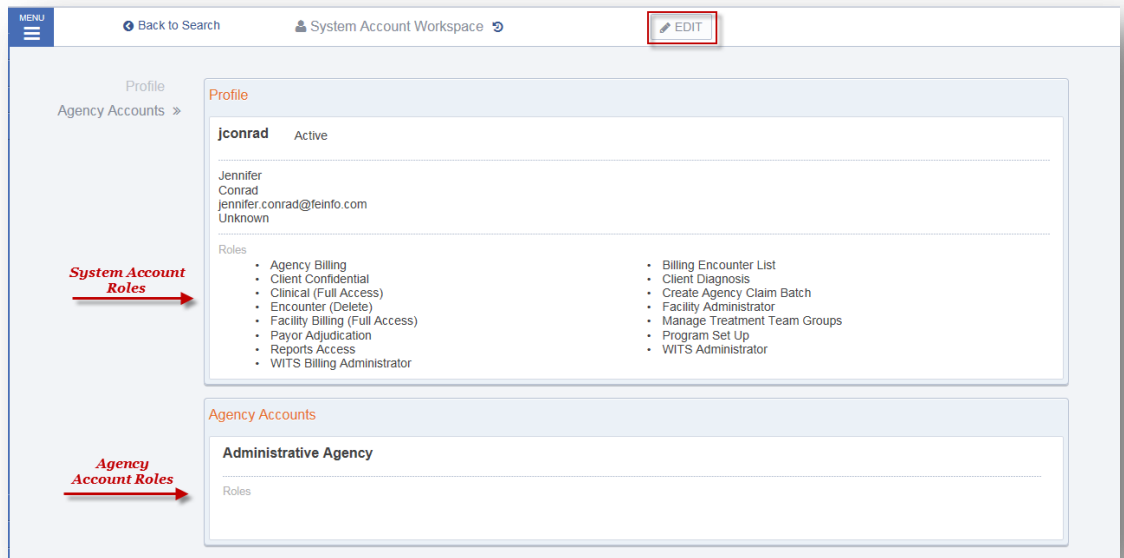 MENU
Back to Search
System Account Workspace
EDIT
Profile
Agency Accounts »
Profile
jconrad Active
Jennifer
Conrad
jennifer.conrad@feinfo.com
Unknown
Roles
• Agency Billing
• Client Confidential
• Clinical (Full Access)
• Encounter (Delete)
• Facility Billing (Full Access)
• Payor Adjudication
• Reports Access
• WITS Billing Administrator
• Billing Encounter List
• Client Diagnosis
• Create Agency Claim Batch
• Facility Administrator
• Manage Treatment Team Groups
• Program Set Up
• WITS Administrator
System Account
Roles
Agency Accounts
Administrative Agency
Roles
Agency
Account Roles